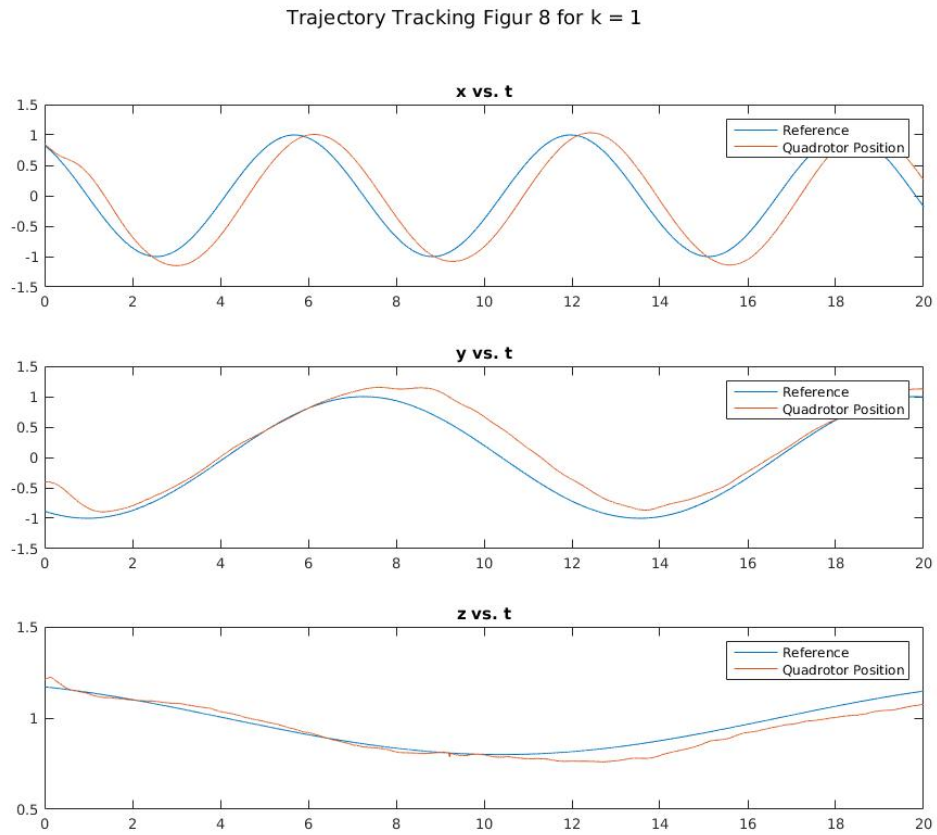 Trajectory Tracking Figur 8 for k = 1
x vs. t
1.5
1
0.5
0
-0.5
-1
-1.5
Reference
Quadrotor Position
0 2 4 6 8 10 12 14 16 18 20
y vs. t
1.5
1
0.5
0
-0.5
-1
-1.5
Reference
Quadrotor Position
0 2 4 6 8 10 12 14 16 18 20
z vs. t
1.5
1
0.5
Reference
Quadrotor Position
0 2 4 6 8 10 12 14 16 18 20